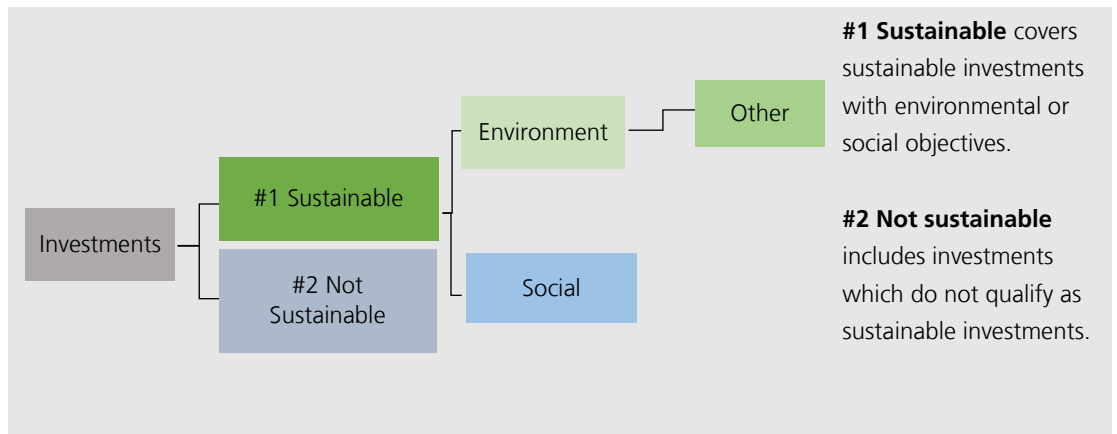 Investments
#1 Sustainable
#2 Not
Sustainable
Environment
Social
Other
#1 Sustainable covers
sustainable investments
with environmental or
social objectives.
#2 Not sustainable
includes investments
which do not qualify as
sustainable investments.